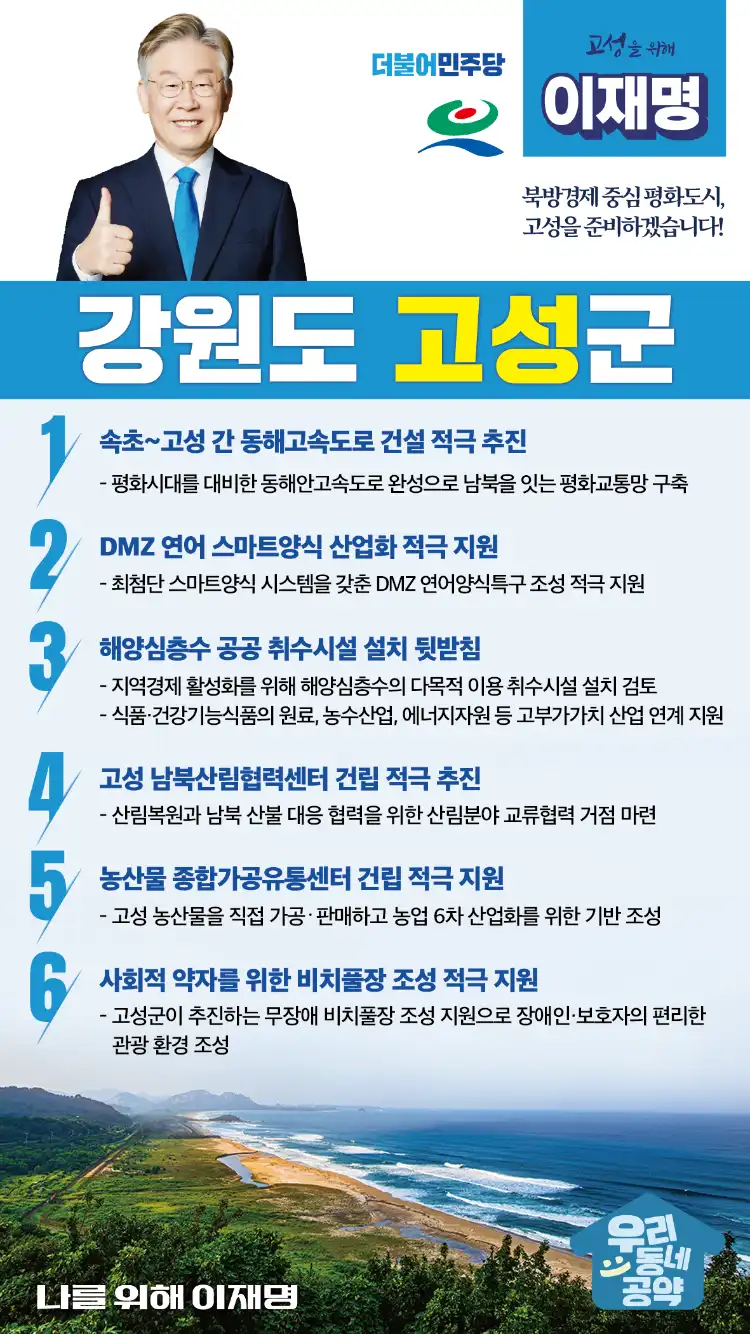 더불어민주당
고성을 위해
이재명
북방경제 중심 평화도시,
고성을 준비하겠습니다!
강원도 고성군
1 속초~고성 간 동해고속도로 건설 적극 추진
- 평화시대를 대비한 동해안고속도로 완성으로 남북을 잇는 평화교통망 구축
2 DMZ 연어 스마트양식 산업화 적극 지원
- 최첨단 스마트양식 시스템을 갖춘 DMZ 연어양식특구 조성 적극 지원
3 해양심층수 공공 취수시설 설치 뒷받침
- 지역경제 활성화를 위해 해양심층수의 다목적 이용 취수시설 설치 검토
- 식품·건강기능식품의 원료, 농수산업, 에너지자원 등 고부가가치 산업 연계 지원
4 고성 남북산림협력센터 건립 적극 추진
- 산림복원과 남북 산불 대응 협력을 위한 산림분야 교류협력 거점 마련
5 농산물 종합가공유통센터 건립 적극 지원
- 고성 농산물을 직접 가공·판매하고 농업 6차 산업화를 위한 기반 조성
6 사회적 약자를 위한 비치풀장 조성 적극 지원
- 고성군이 추진하는 무장애 비치풀장 조성 지원으로 장애인·보호자의 편리한
관광 환경 조성
우리
동네
공약
나를 위해 이재명